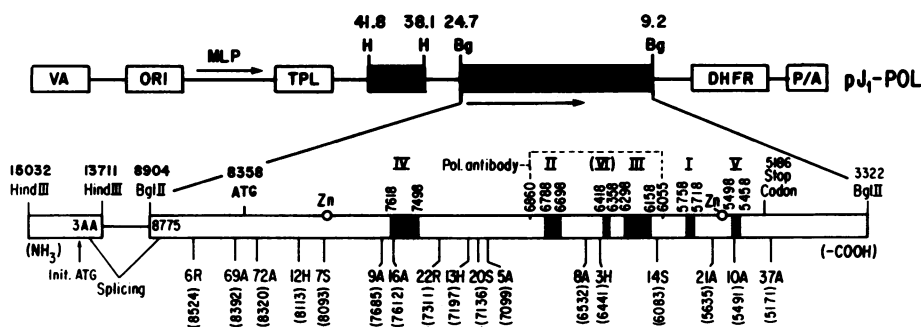 41.8 38.1 24.7 9.2
H H Bg Bg
MLP
VA ORI TPL DHFR P/A pJ₁-POL
Pol. antibody
IV II (VI) III I V
15032 HindIII
13711 HindIII
8904 BglII
8358 ATG
Zn
7618 7498
6860 6788 6698 6418 6358 6298 6158 6055 5758 5718
Zn
5498 5458
5186 Stop Codon
3322 BglII
3AA 8775
(NH₃) (-COOH)
Init. ATG
Splicing
6R 69A 72A 12H 7S 9A 16A 22R 13H 20S 5A 8A 3H 14S 21A 10A 37A
(8524) (8392) (8320) (8113) (8093) (7685) (7612) (7311) (7197) (7136) (7099) (6532) (6441) (6083) (5635) (5491) (5171)